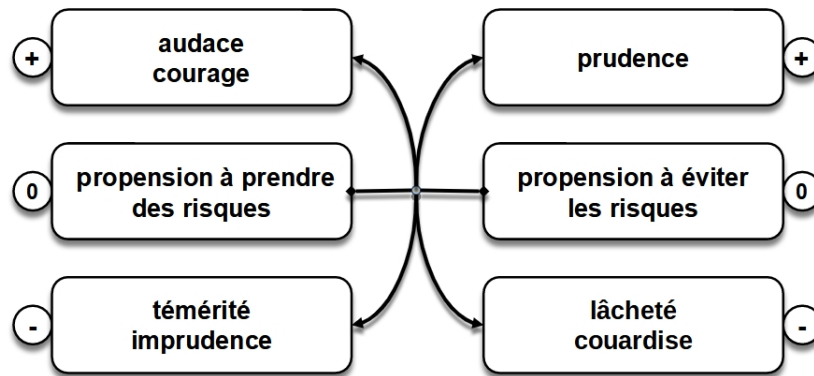 +
audace
courage
prudence
+
0
propension à prendre
des risques
propension à éviter
les risques
0
-
témérité
imprudence
lâcheté
couardise
-